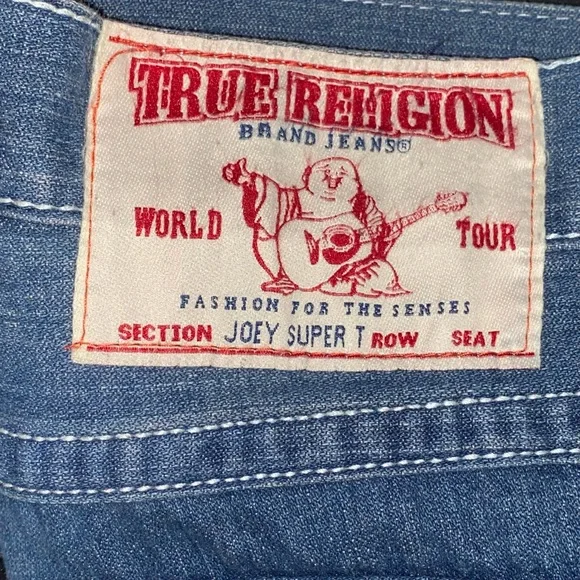 TRUE RELIGION
BRAND JEANS®
WORLD TOUR
FASHION FOR THE SENSES
SECTION JOEY SUPER T ROW SEAT